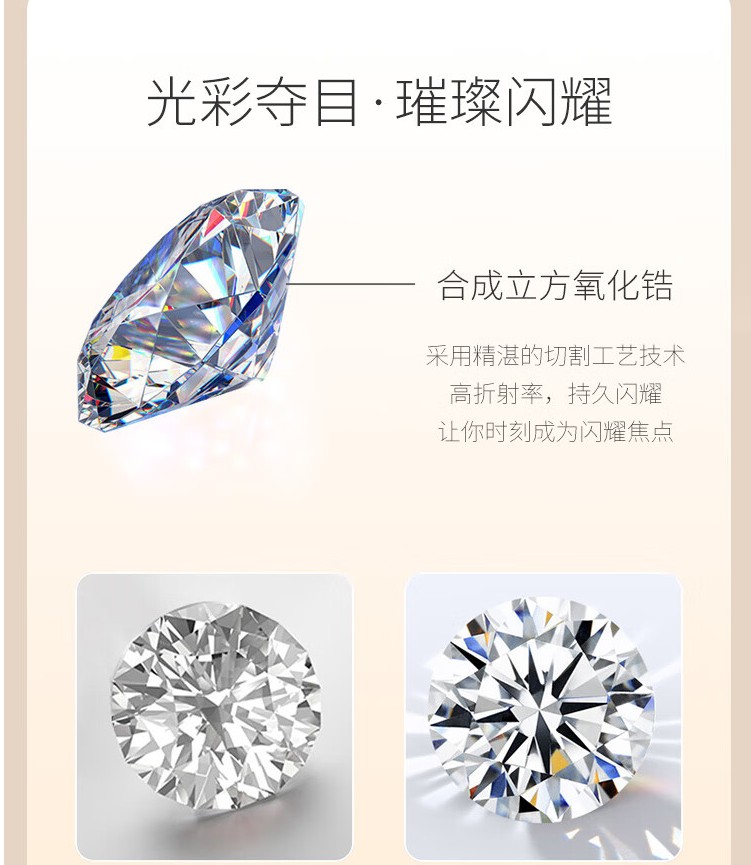 光彩夺目·璀璨闪耀
合成立方氧化锆
采用精湛的切割工艺技术
高折射率，持久闪耀
让你时刻成为闪耀焦点